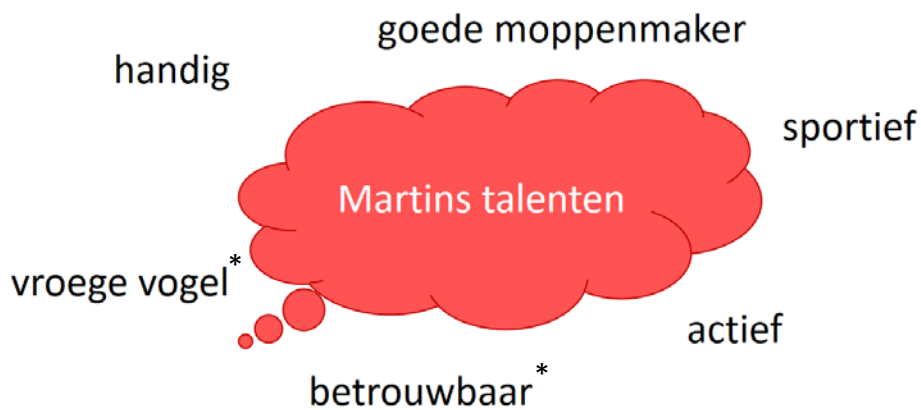 goede moppenmaker
handig
sportief
Martins talenten
vroege vogel*
actief
betrouwbaar*